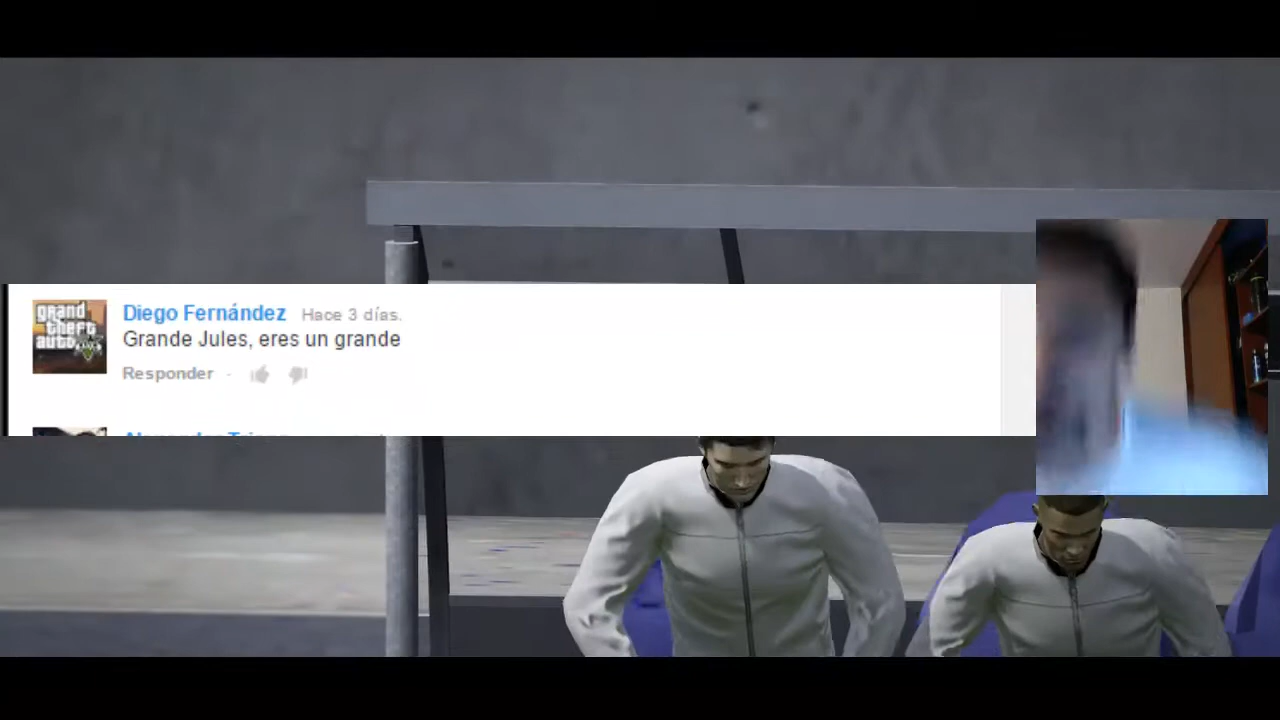 grand
theft
auto
Diego Fernández Hace 3 días.
Grande Jules, eres un grande
Responder